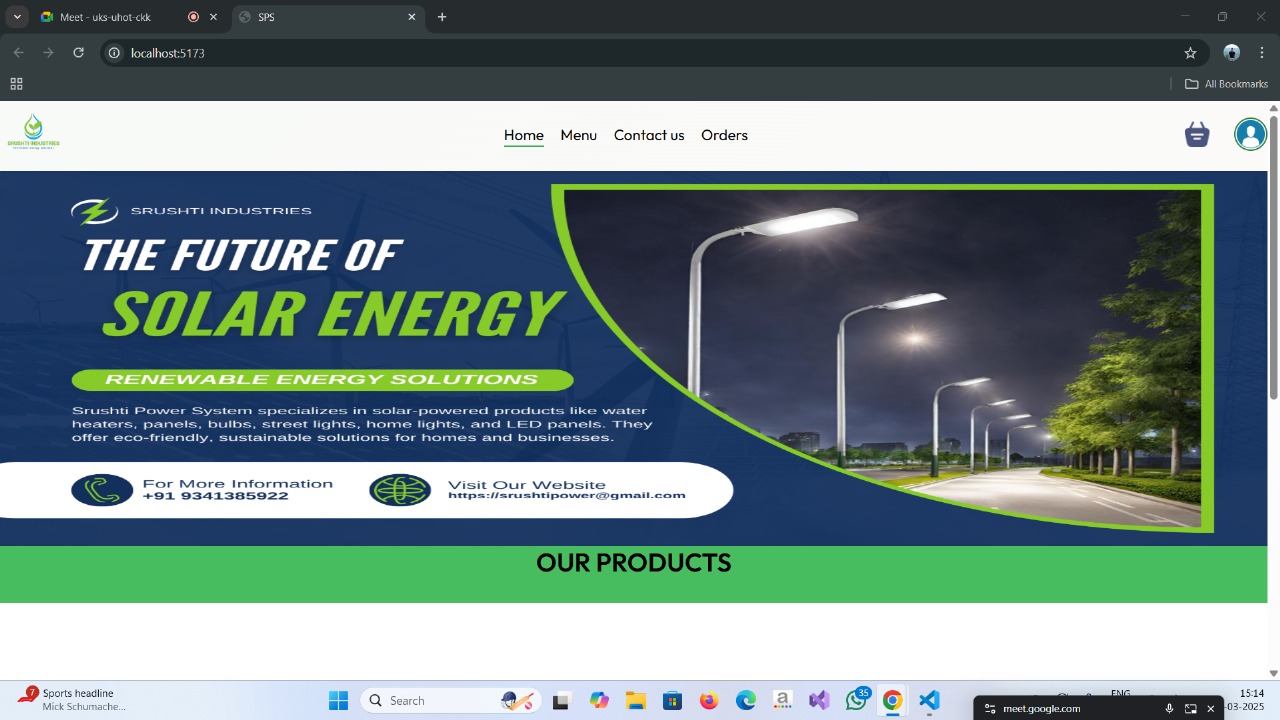 Meet - uks-uhot-ckk
SPS
localhost:5173
All Bookmarks
SRUSHTI INDUSTRIES
Home Menu Contact us Orders
SRUSHTI INDUSTRIES
THE FUTURE OF
SOLAR ENERGY
RENEWABLE ENERGY SOLUTIONS
Srushti Power System specializes in solar-powered products like water
heaters, panels, bulbs, street lights, home lights, and LED panels. They
offer eco-friendly, sustainable solutions for homes and businesses.
For More Information
+91 9341385922
Visit Our Website
https://srushtipower@gmail.com
OUR PRODUCTS
7
Sports headline
Mick Schumache...
Search
a
35
ENG
meet.google.com
15:14
-03-2025